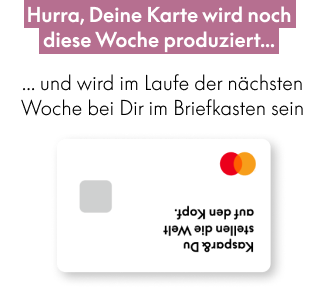 Hurra, Deine Karte wird noch
diese Woche produziert...
... und wird im Laufe der nächsten
Woche bei Dir im Briefkasten sein
Kaspar& Du
stellen die Welt
auf den Kopf.